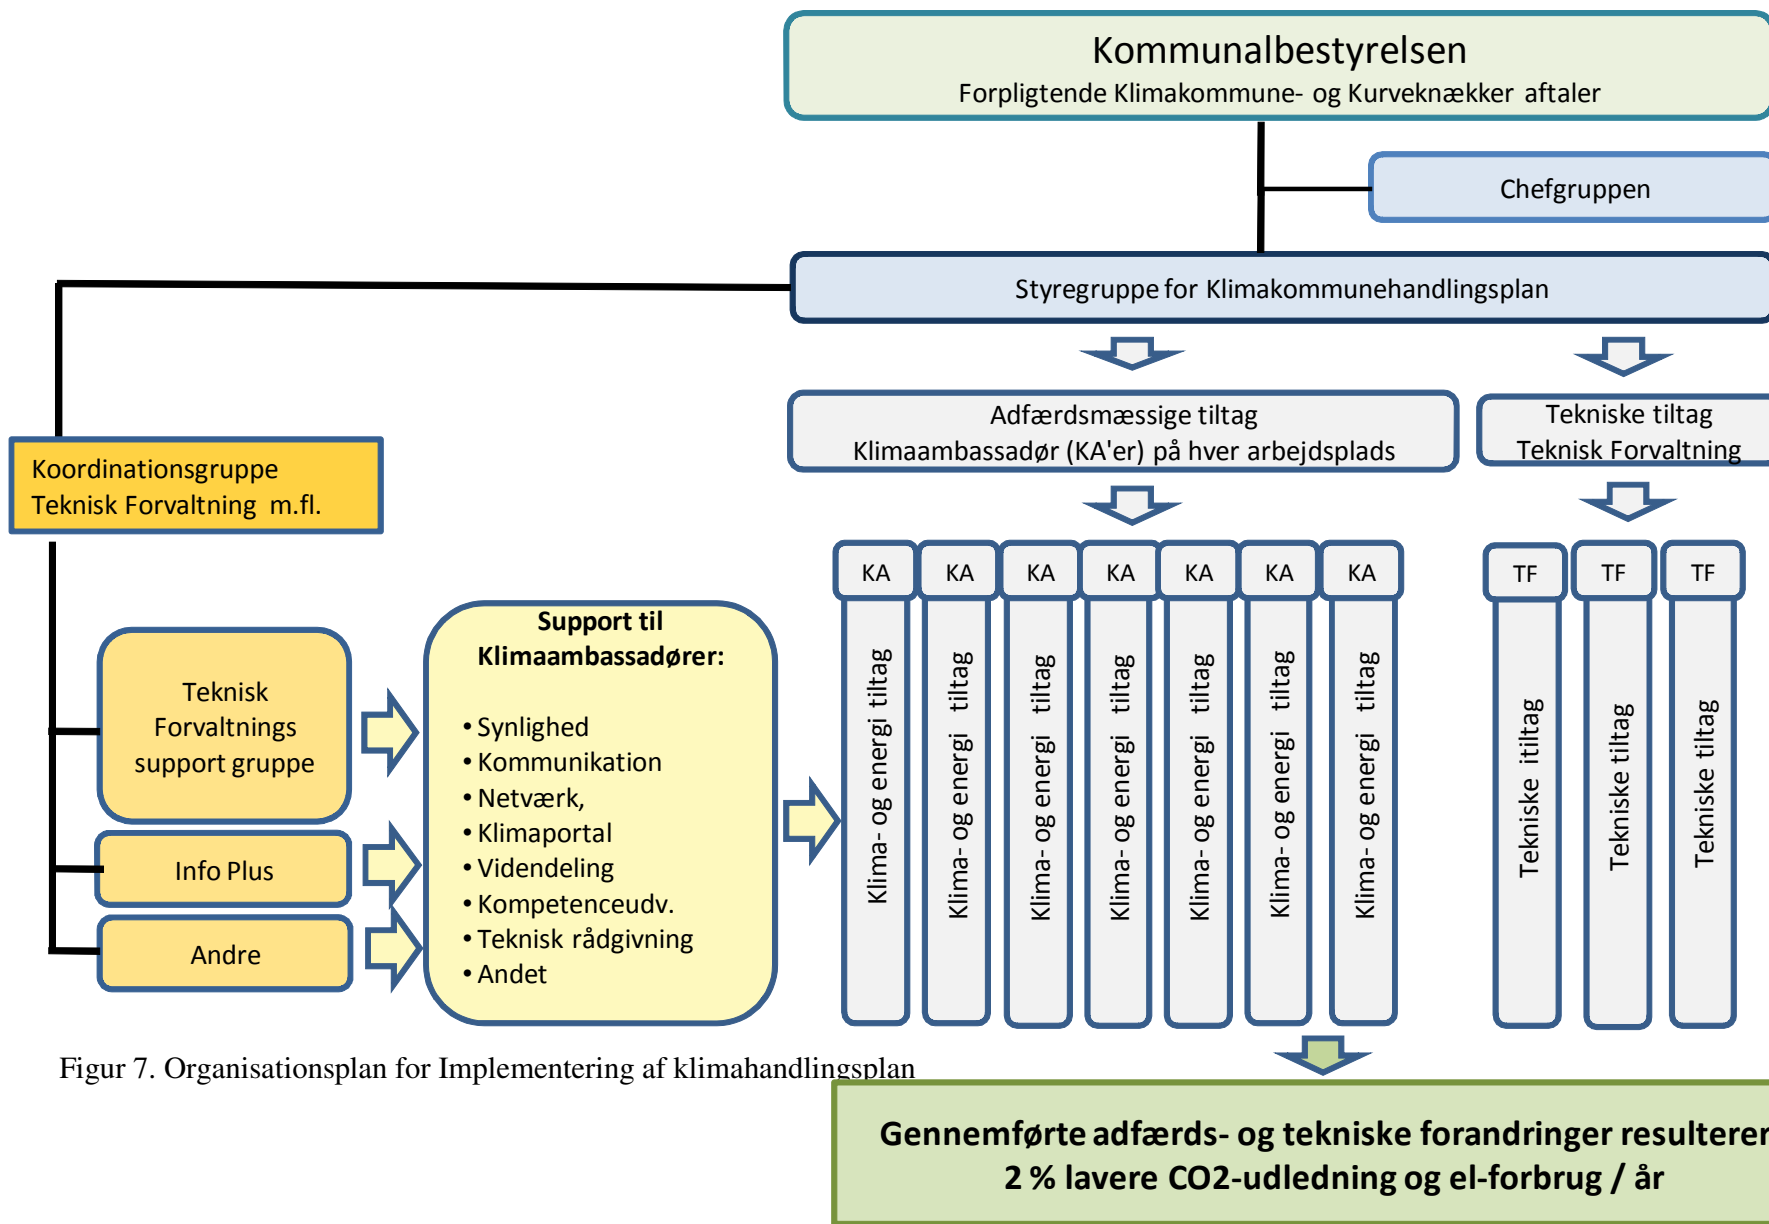 Kommunalbestyrelsen
Forpligtende Klimakommune- og Kurveknækker aftaler
Chefgruppen
Styregruppe for Klimakommunehandlingsplan
Adfærdsmæssige tiltag
Klimaambassadør (KA'er) på hver arbejdsplads
Tekniske tiltag
Teknisk Forvaltning
Koordinationsgruppe
Teknisk Forvaltning m.fl.
KA
KA
KA
KA
KA
KA
KA
TF
TF
TF
Teknisk
Forvaltnings
support gruppe
Info Plus
Andre
Support til
Klimaambassadører:
• Synlighed
• Kommunikation
• Netværk,
• Klimaportal
• Videndeling
• Kompetenceudv.
• Teknisk rådgivning
• Andet
Klima- og energi tiltag
Klima- og energi tiltag
Klima- og energi tiltag
Klima- og energi tiltag
Klima- og energi tiltag
Klima- og energi tiltag
Klima- og energi tiltag
Tekniske itiltag
Tekniske tiltag
Tekniske tiltag
Figur 7. Organisationsplan for Implementering af klimahandlingsplan
Gennemførte adfærds- og tekniske forandringer resulterer
2 % lavere CO2-udledning og el-forbrug / år